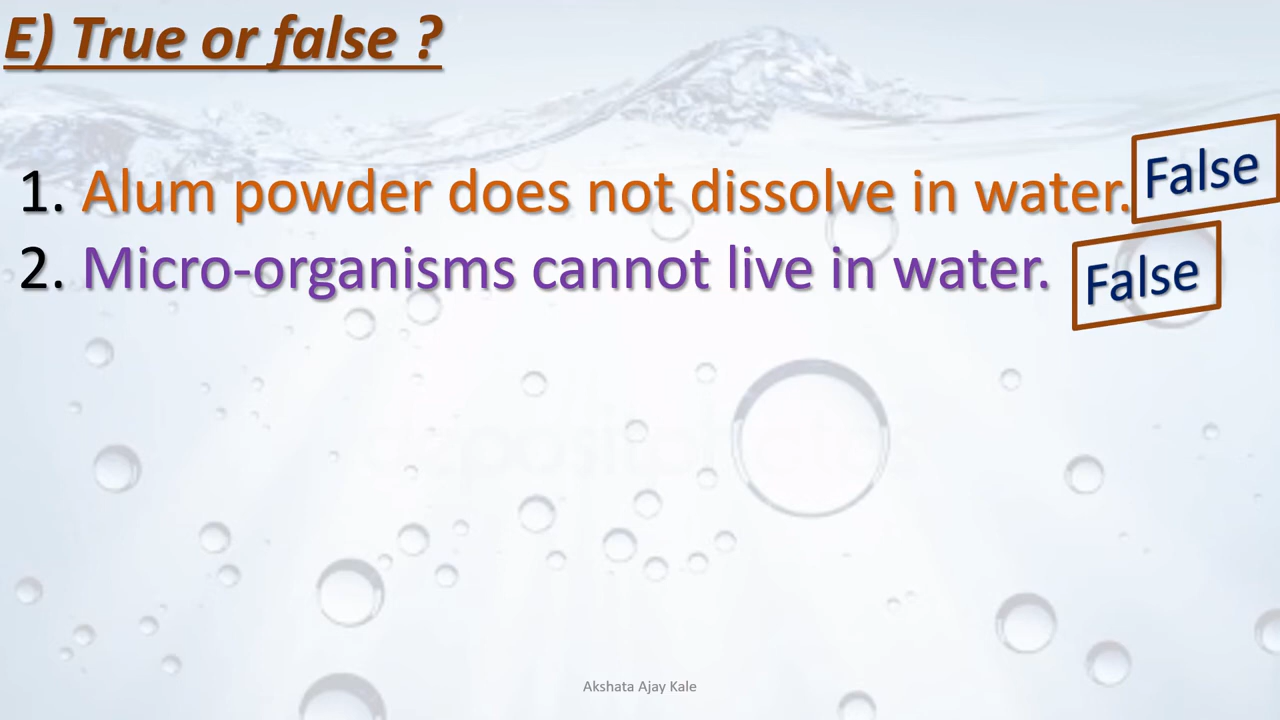 E) True or false ?
1. Alum powder does not dissolve in water. False
2. Micro-organisms cannot live in water. False
Akshata Ajay Kale